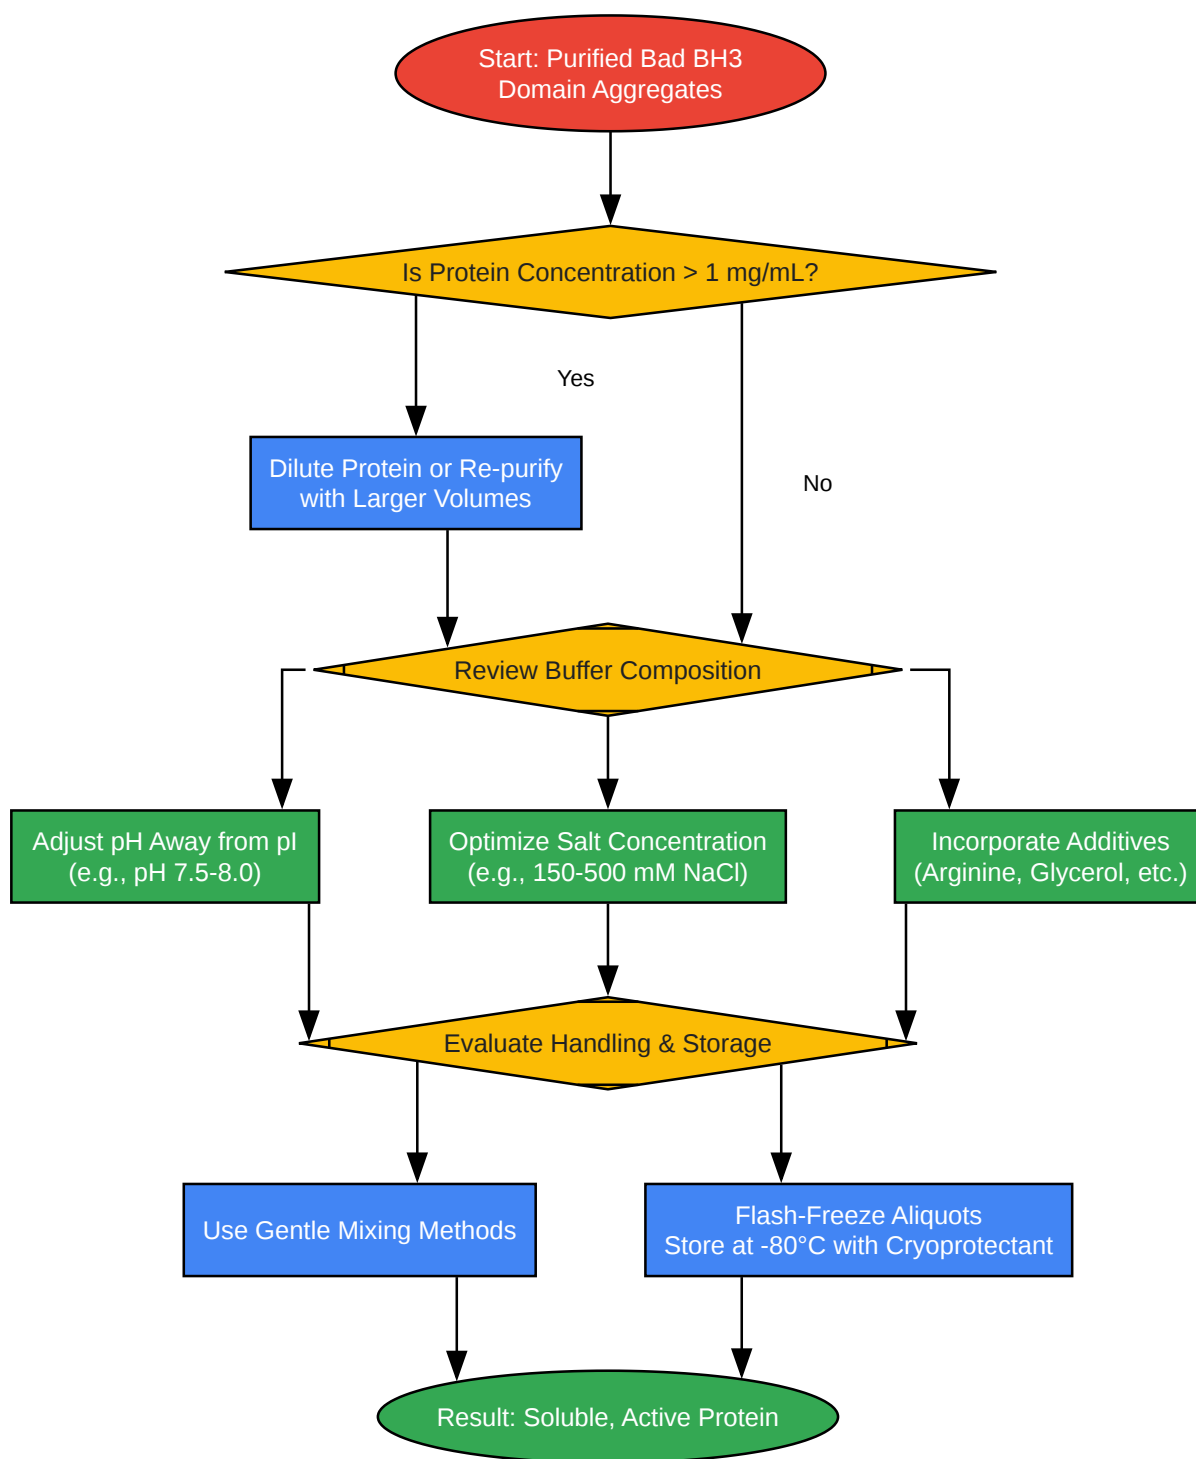 Start: Purified Bad BH3
Domain Aggregates
Is Protein Concentration > 1 mg/mL?
Yes
Dilute Protein or Re-purify
with Larger Volumes
No
Review Buffer Composition
Adjust pH Away from pI
(e.g., pH 7.5-8.0)
Optimize Salt Concentration
(e.g., 150-500 mM NaCl)
Incorporate Additives
(Arginine, Glycerol, etc.)
Evaluate Handling & Storage
Use Gentle Mixing Methods
Flash-Freeze Aliquots
Store at -80°C with Cryoprotectant
Result: Soluble, Active Protein